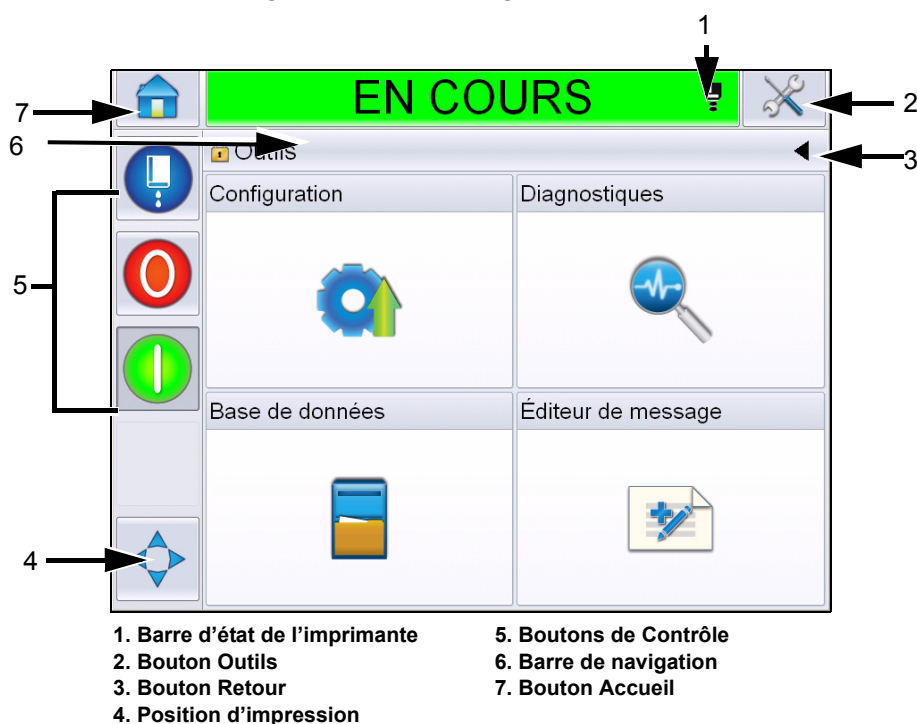 1
EN COURS
2
7
6
Outils
3
Configuration
Diagnostiques
5
Base de données
Éditeur de message
4
1. Barre d'état de l'imprimante
2. Bouton Outils
3. Bouton Retour
4. Position d'impression
5. Boutons de Contrôle
6. Barre de navigation
7. Bouton Accueil